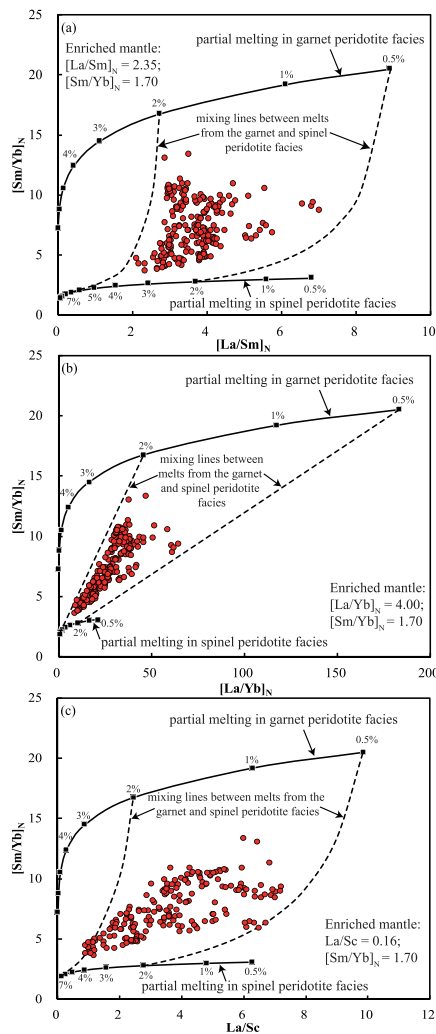 (a)
Enriched mantle:
[La/Sm]N = 2.35;
[Sm/Yb]N = 1.70
partial melting in garnet peridotite facies
0.5%
1%
2%
3%
4%
mixing lines between melts
from the garnet and spinel
peridotite facies
7%
5%
4%
3%
2%
1%
0.5%
partial melting in spinel peridotite facies
25
20
15
10
5
0
[Sm/Yb]N
0
2
4
6
8
10
[La/Sm]N
(b)
partial melting in garnet peridotite facies
0.5%
1%
2%
3%
4%
mixing lines between
melts from the garnet
and spinel peridotite
facies
Enriched mantle:
[La/Yb]N = 4.00;
[Sm/Yb]N = 1.70
2%
0.5%
partial melting in spinel peridotite facies
25
20
15
10
5
0
[Sm/Yb]N
0
50
100
150
200
[La/Yb]N
(c)
partial melting in garnet peridotite facies
0.5%
1%
2%
3%
4%
mixing lines between melts from the
garnet and spinel peridotite facies
Enriched mantle:
La/Sc = 0.16;
[Sm/Yb]N = 1.70
7%
4%
3%
2%
1%
0.5%
partial melting in spinel peridotite facies
25
20
15
10
5
0
[Sm/Yb]N
0
2
4
6
8
10
12
La/Sc